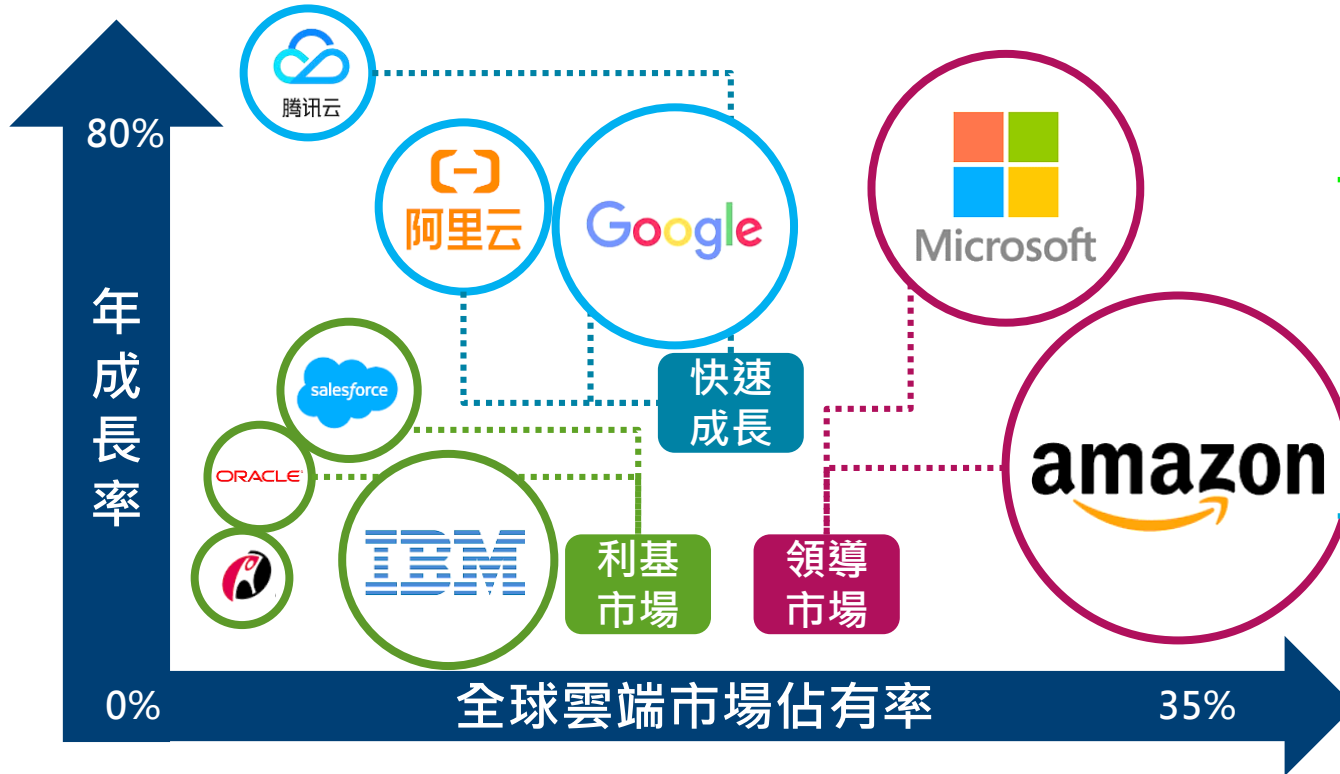 腾讯云
80%
阿里云
Google
Microsoft
年成長率
salesforce
快速
成長
ORACLE
amazon
IBM
利基
市場
領導
市場
0%
全球雲端市場佔有率
35%